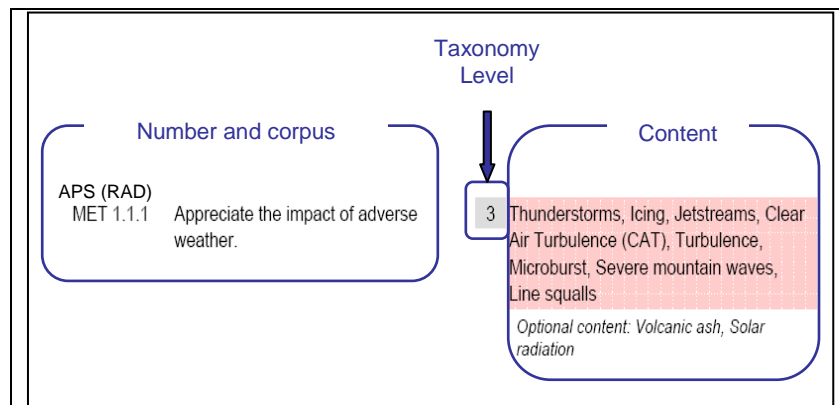 Taxonomy
Level
Number and corpus
Content
APS (RAD)
MET 1.1.1 Appreciate the impact of adverse
weather.
3
Thunderstorms, Icing, Jetstreams, Clear
Air Turbulence (CAT), Turbulence,
Microburst, Severe mountain waves,
Line squalls
Optional content: Volcanic ash, Solar
radiation